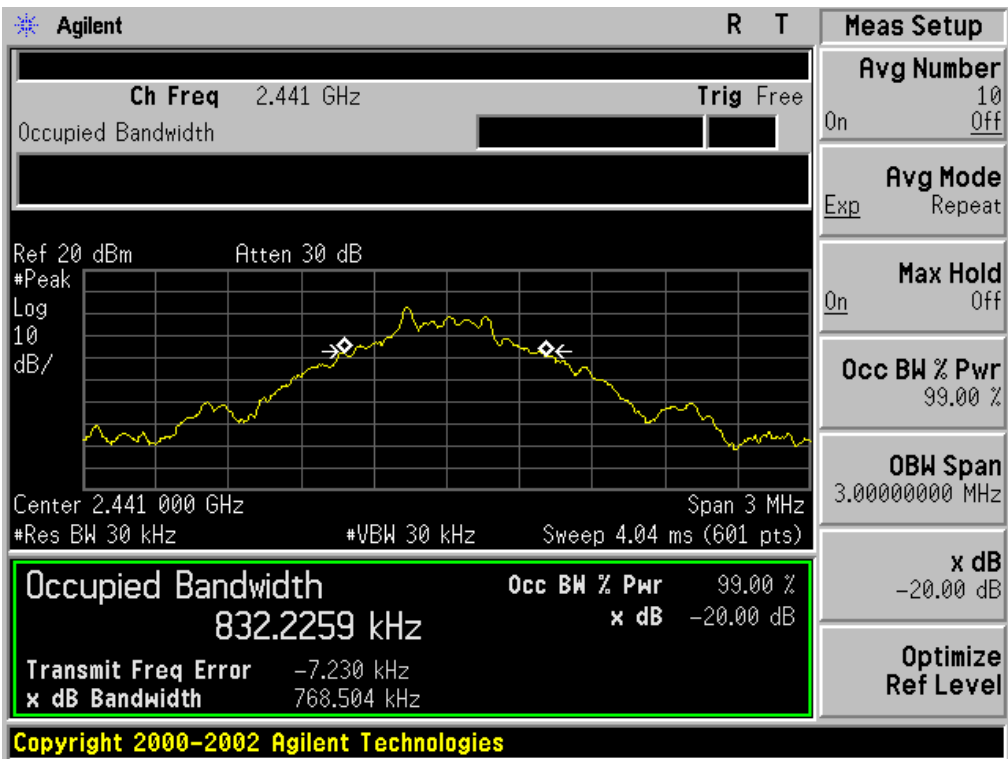 Agilent R T
Ch Freq 2.441 GHz Trig Free
Occupied Bandwidth
Ref 20 dBm Atten 30 dB
#Peak
Log
10
dB/
Center 2.441 000 GHz Span 3 MHz
#Res BW 30 kHz #VBW 30 kHz Sweep 4.04 ms (601 pts)
Occupied Bandwidth Occ BW % Pwr 99.00 %
832.2259 kHz x dB -20.00 dB
Transmit Freq Error -7.230 kHz
x dB Bandwidth 768.504 kHz
Copyright 2000-2002 Agilent Technologies
Meas Setup
Avg Number
10
On Off
Avg Mode
Exp Repeat
Max Hold
On Off
Occ BW % Pwr
99.00 %
OBW Span
3.00000000 MHz
x dB
-20.00 dB
Optimize
Ref Level